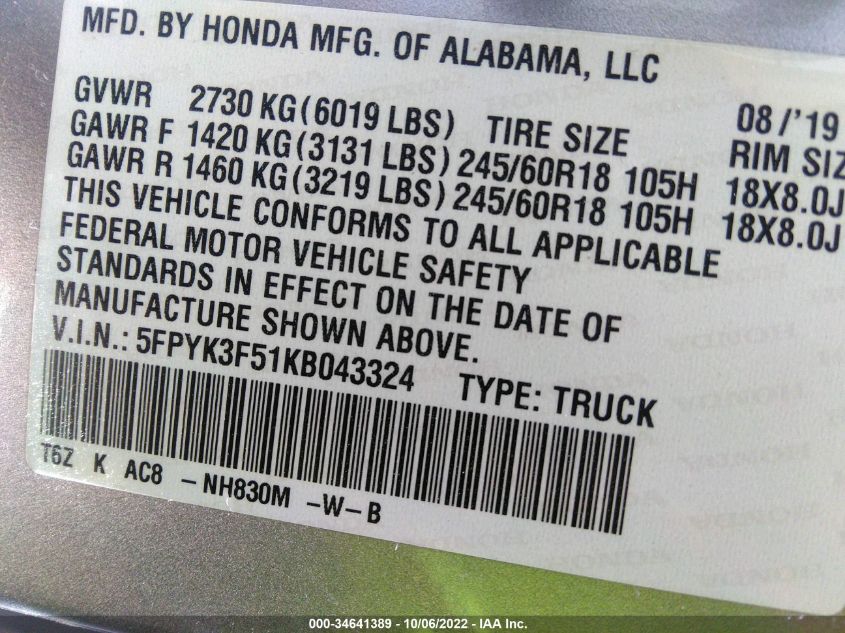 MFD. BY HONDA MFG. OF ALABAMA, LLC
GVWR 2730 KG(6019 LBS) TIRE SIZE 08/'19
GAWR F 1420 KG(3131 LBS) 245/60R18 105H RIM SIZ
GAWR R 1460 KG(3219 LBS) 245/60R18 105H 18X8.0J
18X8.0J
THIS VEHICLE CONFORMS TO ALL APPLICABLE
FEDERAL MOTOR VEHICLE SAFETY
STANDARDS IN EFFECT ON THE DATE OF
MANUFACTURE SHOWN ABOVE.
V.I.N.: 5FPYK3F51KB043324 TYPE: TRUCK
T6Z K AC8 -NH830M -W-B
000-34641389 - 10/06/2022 - IAA Inc.